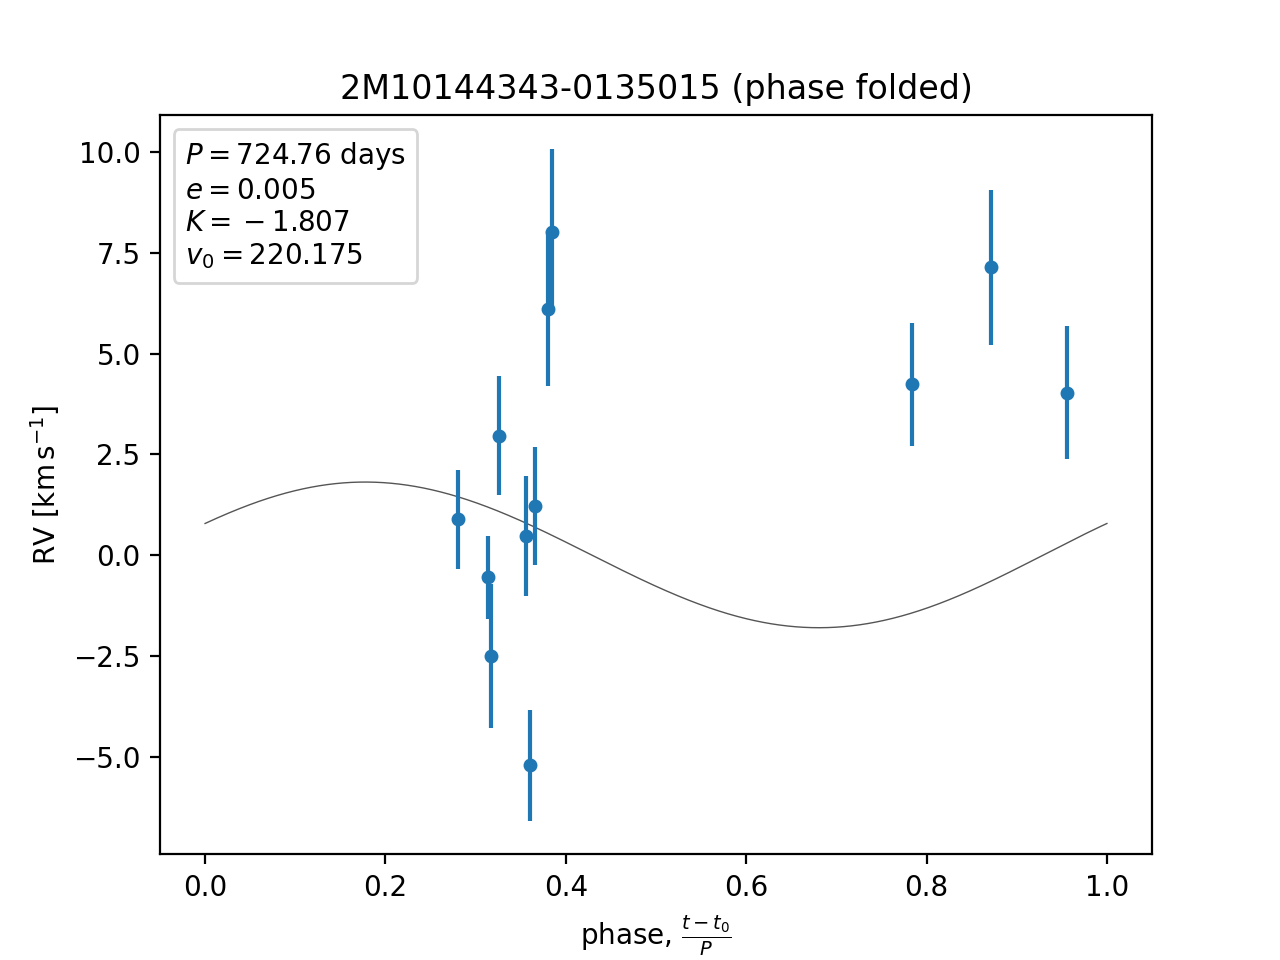 2M10144343-0135015 (phase folded)
P = 724.76 days
e = 0.005
K = −1.807
v₀ = 220.175
10.0
7.5
5.0
2.5
0.0
−2.5
−5.0
RV [km s⁻¹]
0.0 0.2 0.4 0.6 0.8 1.0
phase, (t − t₀)/P